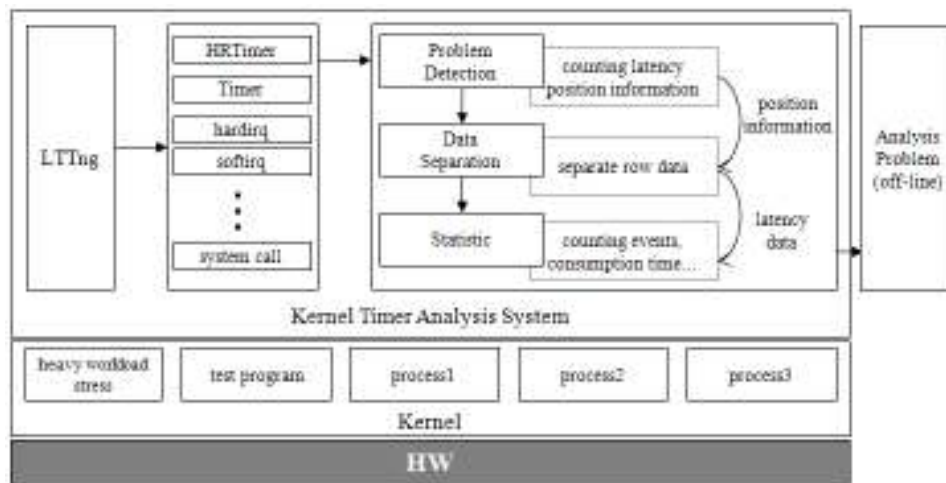 LTTng
HRTimer
Timer
hardirq
softirq
system call
Problem
Detection
counting latency
position information
Data
Separation
separate row data
Statistic
counting events,
consumption time...
position
information
latency
data
Kernel Timer Analysis System
Analysis
Problem
(off-line)
heavy workload
stress
test program
process1
process2
process3
Kernel
HW